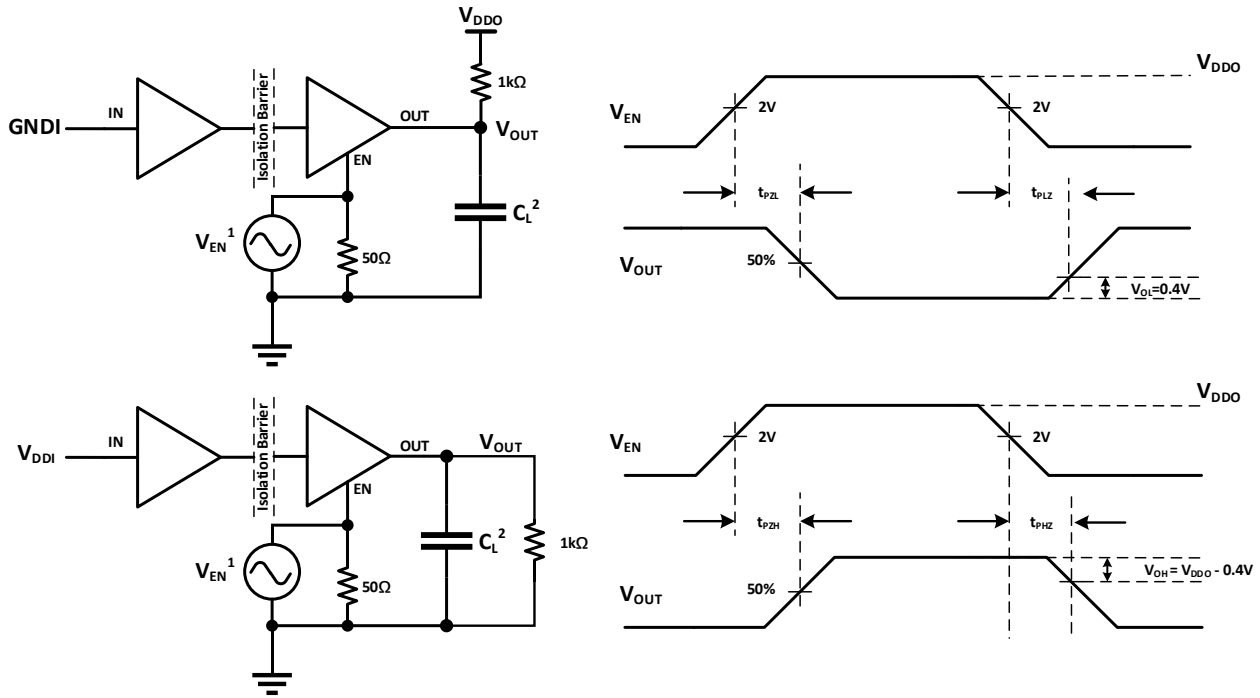 VDDO
1kΩ
IN
OUT
GNDI
Isolation Barrier
VOUT
EN
CL²
VEN¹
50Ω
VDDO
VEN
2V
2V
tPZL
tPLZ
VOUT
50%
VOL=0.4V
IN
OUT
VOUT
VDDI
Isolation Barrier
EN
CL²
1kΩ
VEN¹
50Ω
VDDO
VEN
2V
2V
tPZH
tPHZ
VOUT
50%
VOH = VDDO - 0.4V